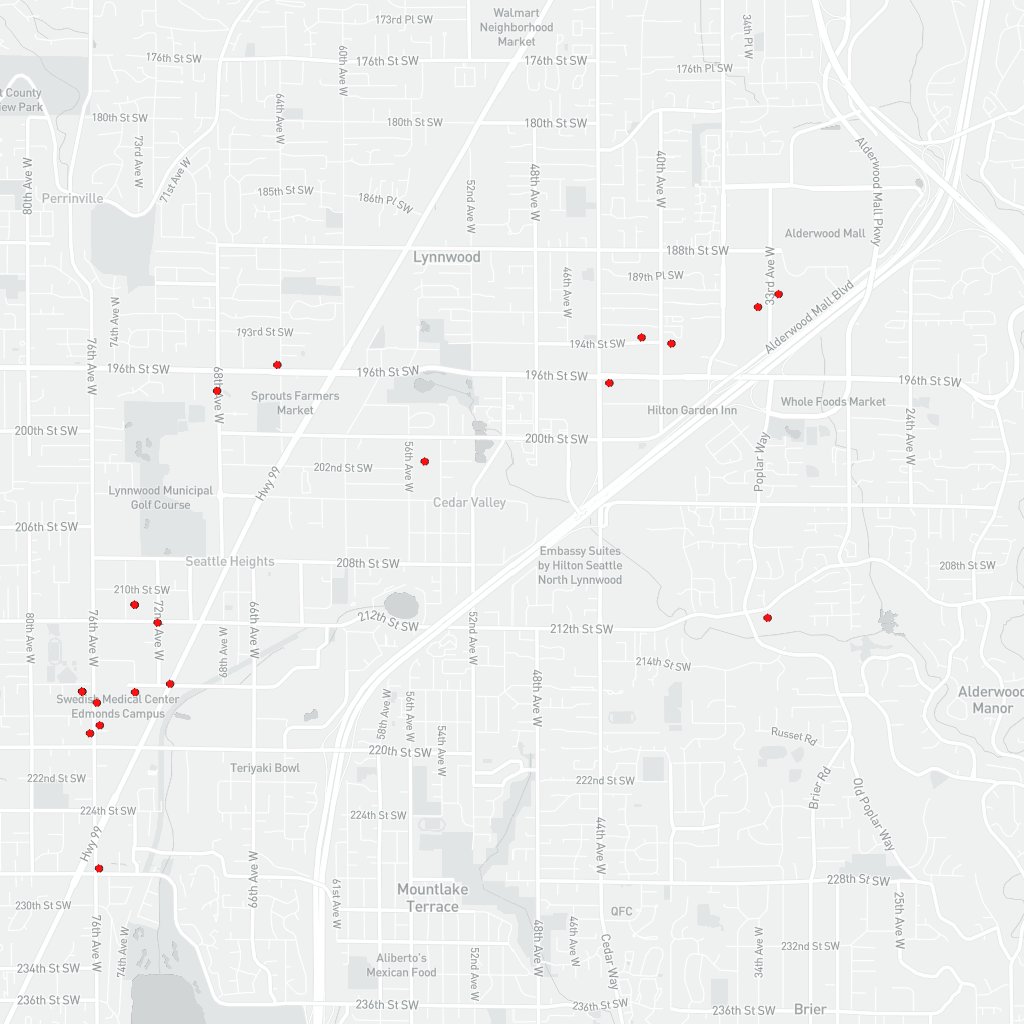 173rd Pl SW
Walmart
Neighborhood
Market
34th Pl W
60th Ave W
176th St SW
176th St SW
176th St SW
176th Pl SW
t County
iew Park
64th Ave W
180th St SW
180th St SW
180th St SW
73rd Ave W
71st Ave W
80th Ave W
Perrinville
185th St SW
186th Pl SW
52nd Ave W
48th Ave W
40th Ave W
Alderwood Mall Pkwy
Alderwood Mall
Lynnwood
188th St SW
46th Ave W
189th Pl SW
33rd Ave W
Alderwood Mall Blvd
74th Ave W
193rd St SW
194th St SW
76th Ave W
196th St SW
68th Ave W
196th St SW
196th St SW
196th St SW
Sprouts Farmers
Market
Hilton Garden Inn
Whole Foods Market
200th St SW
200th St SW
24th Ave W
56th Ave W
202nd St SW
Hwy 99
Poplar Way
Lynnwood Municipal
Golf Course
Cedar Valley
206th St SW
Seattle Heights
208th St SW
Embassy Suites
by Hilton Seattle
North Lynnwood
208th St SW
210th St SW
80th Ave W
76th Ave W
72nd Ave W
68th Ave W
66th Ave W
212th St SW
52nd Ave W
212th St SW
214th St SW
Swedish Medical Center
Edmonds Campus
58th Ave W
56th Ave W
54th Ave W
48th Ave W
Alderwood
Manor
Russet Rd
220th St SW
Teriyaki Bowl
222nd St SW
222nd St SW
Brier Rd
Old Poplar Way
224th St SW
224th St SW
Hwy 99
44th Ave W
66th Ave W
61st Ave W
Mountlake
Terrace
228th St SW
230th St SW
QFC
25th Ave W
76th Ave W
74th Ave W
52nd Ave W
48th Ave W
46th Ave W
Cedar Way
34th Ave W
232nd St SW
234th St SW
Aliberto's
Mexican Food
236th St SW
236th St SW
236th St SW
236th St SW
Brier